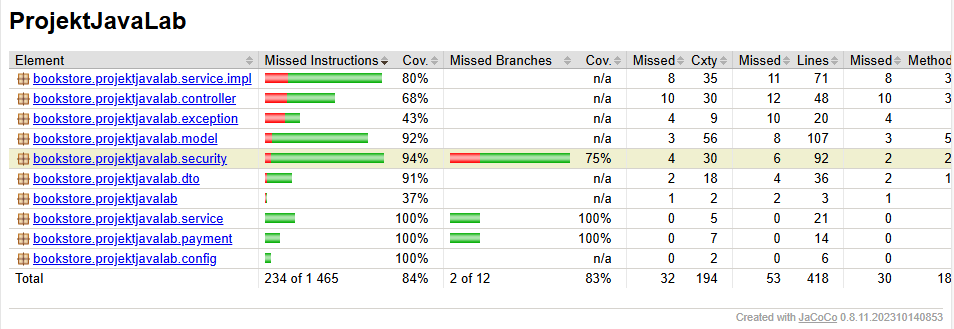 ProjektJavaLab
Element Missed Instructions Cov. Missed Branches Cov. Missed Cxty Missed Lines Missed Method
bookstore.projektjavalab.service.impl 80% n/a 8 35 11 71 8 3
bookstore.projektjavalab.controller 68% n/a 10 30 12 48 10 3
bookstore.projektjavalab.exception 43% n/a 4 9 10 20 4
bookstore.projektjavalab.model 92% n/a 3 56 8 107 3 5
bookstore.projektjavalab.security 94% 75% 4 30 6 92 2 2
bookstore.projektjavalab.dto 91% n/a 2 18 4 36 2 1
bookstore.projektjavalab 37% n/a 1 2 2 3 1
bookstore.projektjavalab.service 100% 100% 0 5 0 21 0
bookstore.projektjavalab.payment 100% 100% 0 7 0 14 0
bookstore.projektjavalab.config 100% n/a 0 2 0 6 0
Total 234 of 1 465 84% 2 of 12 83% 32 194 53 418 30 18
Created with JaCoCo 0.8.11.202310140853